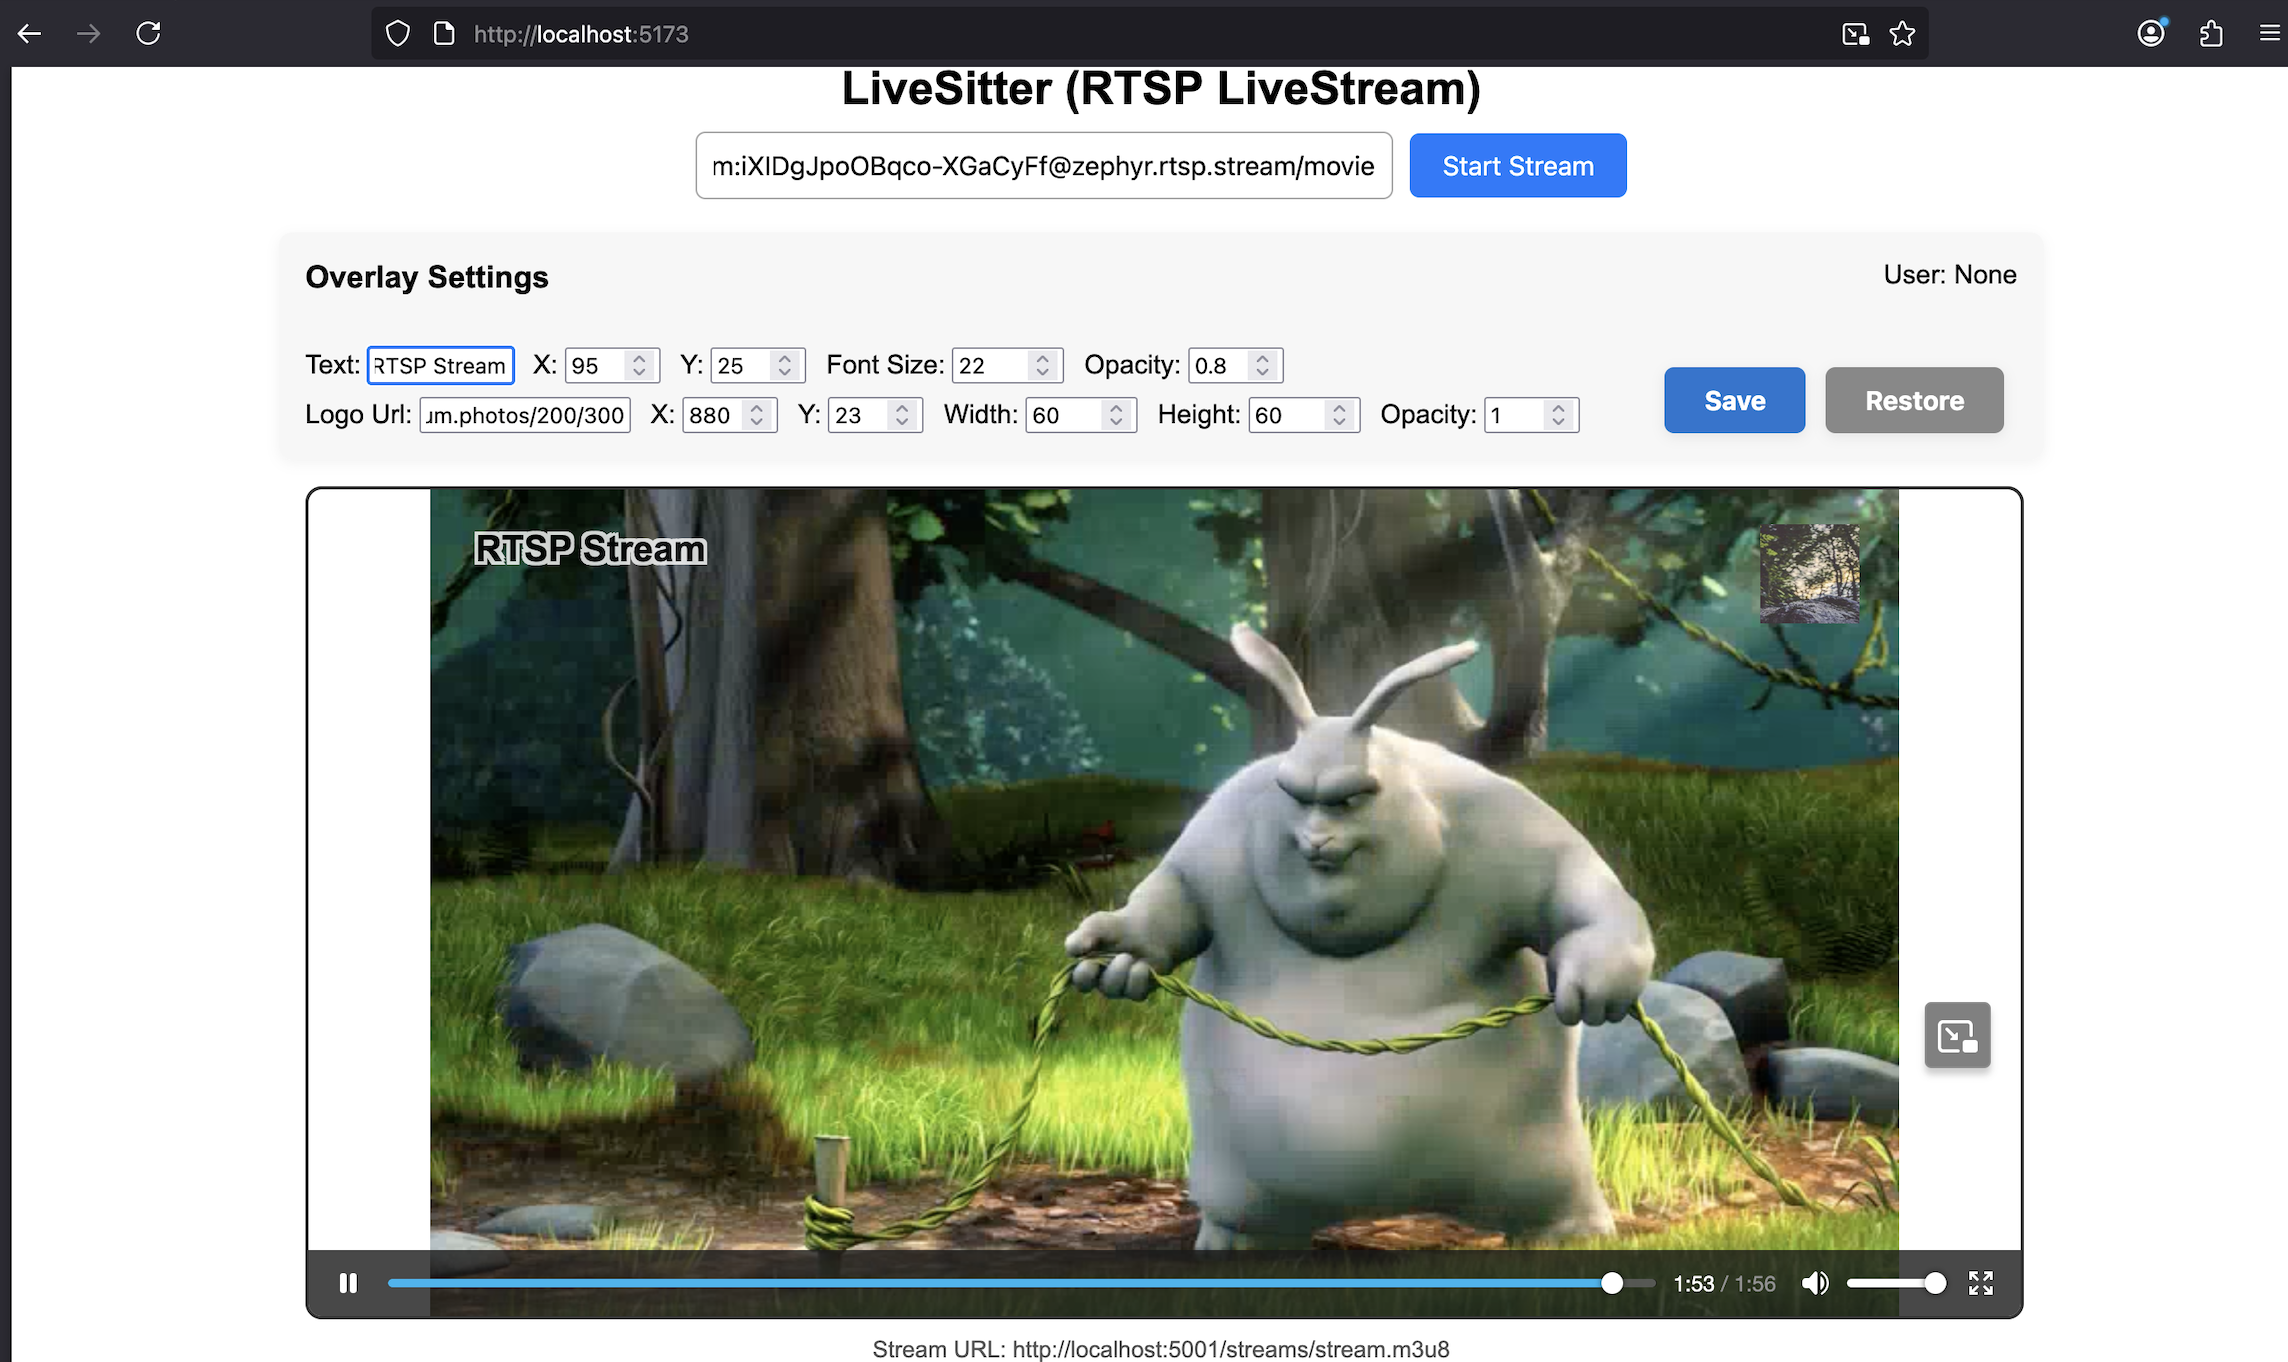 http://localhost:5173
LiveSitter (RTSP LiveStream)
m:iXIDgJpoOBqco-XGaCyFf@zephyr.rtsp.stream/movie Start Stream
Overlay Settings User: None
Text: RTSP Stream X: 95 Y: 25 Font Size: 22 Opacity: 0.8
Logo Url: um.photos/200/300 X: 880 Y: 23 Width: 60 Height: 60 Opacity: 1
Save Restore
RTSP Stream
1:53 / 1:56
Stream URL: http://localhost:5001/streams/stream.m3u8